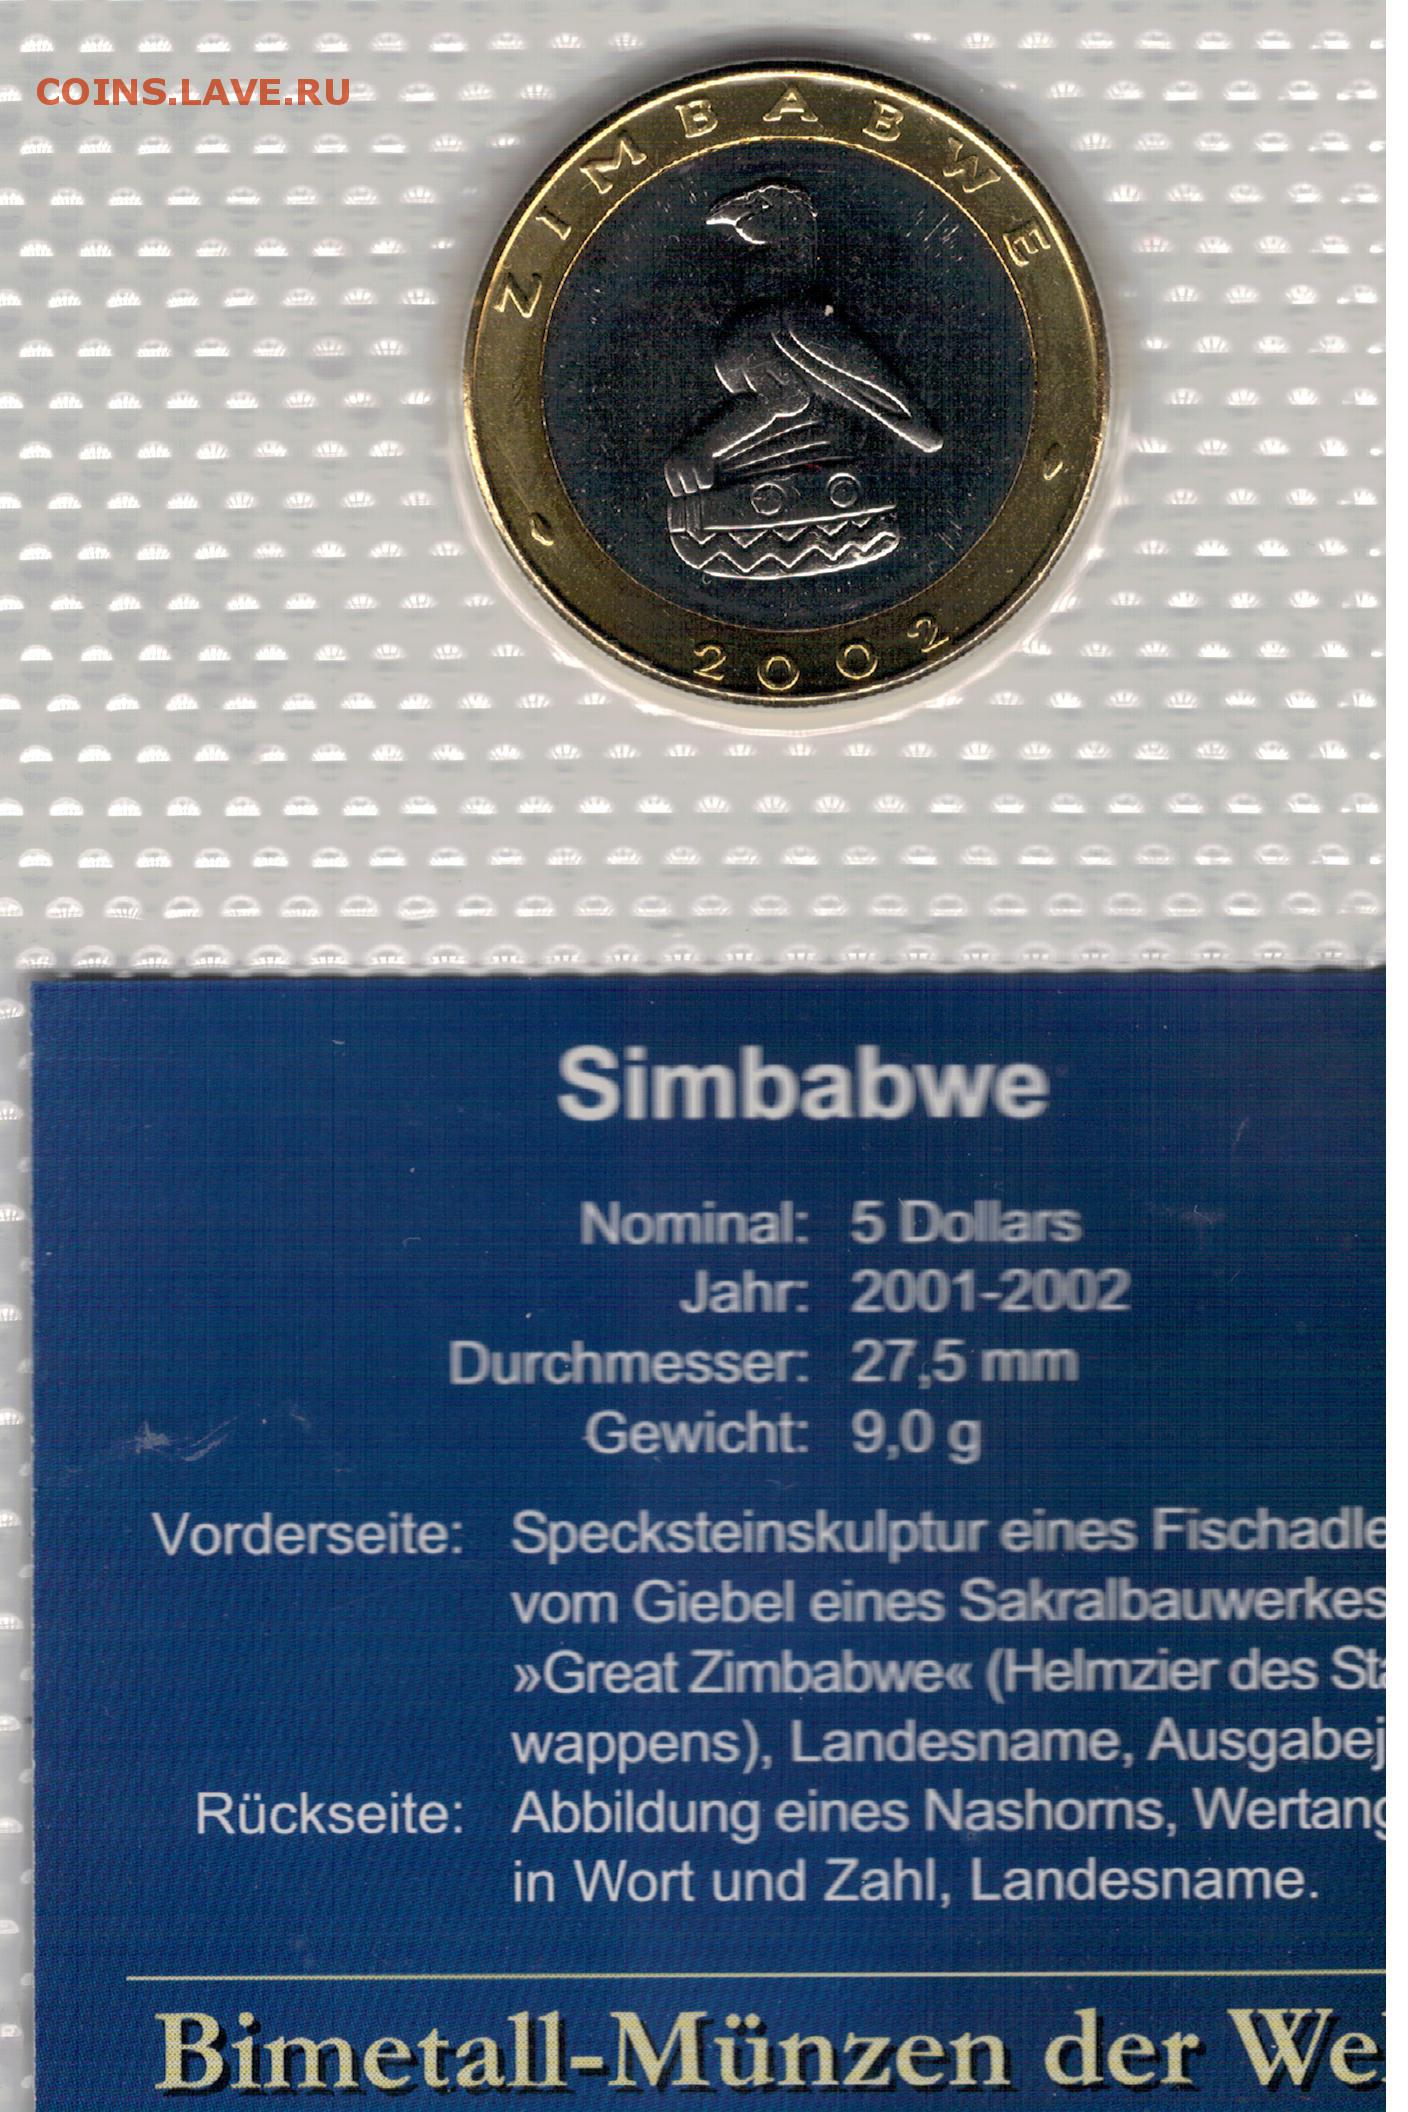 COINS.LAVE.RU
ZIMBABWE
2002
Simbabwe
Nominal: 5 Dollars
Jahr: 2001-2002
Durchmesser: 27,5 mm
Gewicht: 9,0 g
Vorderseite: Specksteinskulptur eines Fischadle
vom Giebel eines Sakralbauwerkes
»Great Zimbabwe« (Helmzier des Sta
wappens), Landesname, Ausgabej
Rückseite: Abbildung eines Nashorns, Wertang
in Wort und Zahl, Landesname.
Bimetall-Münzen der Wel